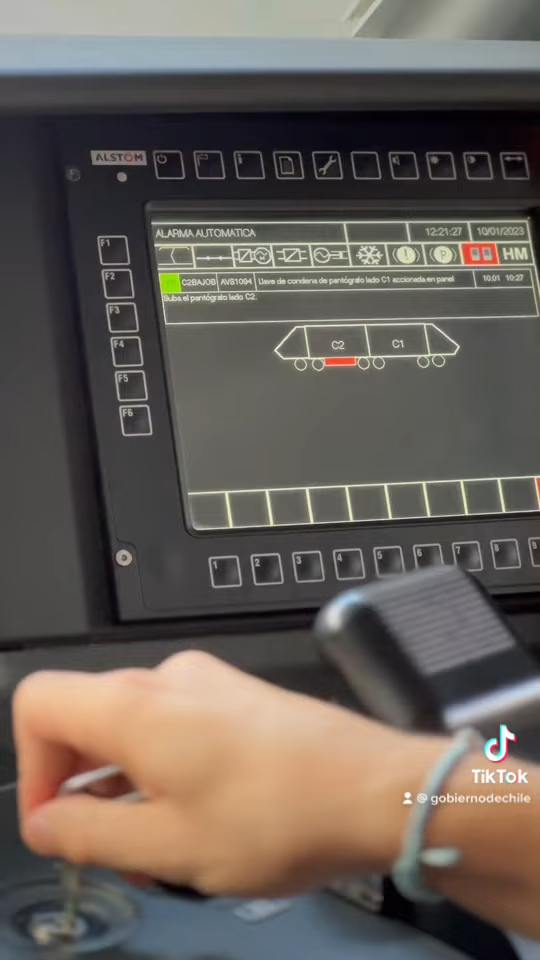 ALSTOM
F1
F2
F3
F4
F5
F6
ALARMA AUTOMATICA
12:21:27
10/01/2023
HM
C2BAJOS
AVS1094
Llave de condena de pantógrafo lado C1 accionada en panel
10.01 10:27
Suba el pantógrafo lado C2.
C2
C1
1
2
3
4
5
6
7
8
9
TikTok
@gobiernodechile